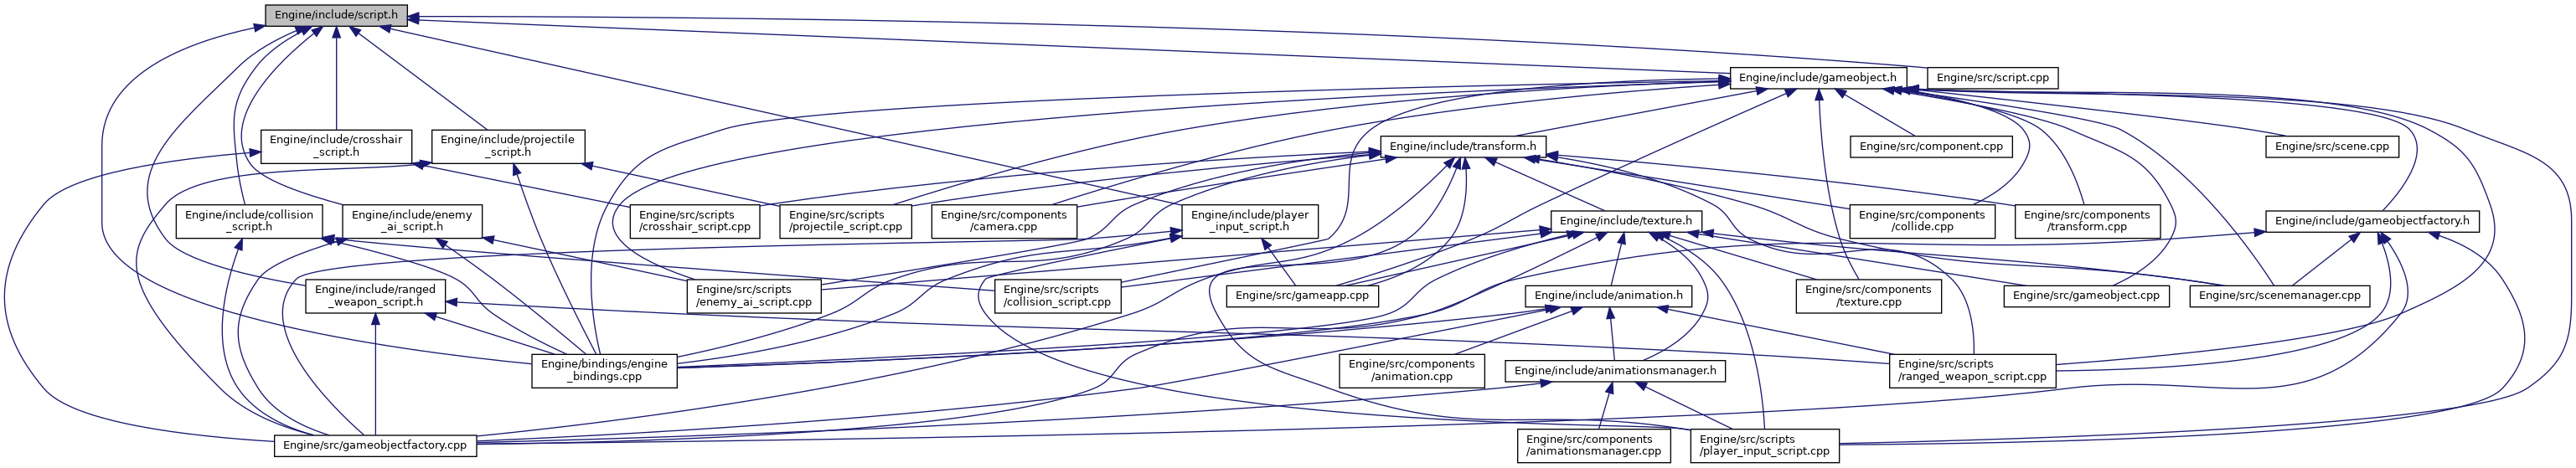 Engine/include/script.h
Engine/include/gameobject.h
Engine/src/script.cpp
Engine/include/crosshair
_script.h
Engine/include/projectile
_script.h
Engine/include/transform.h
Engine/src/component.cpp
Engine/src/scene.cpp
Engine/include/collision
_script.h
Engine/include/enemy
_ai_script.h
Engine/src/scripts
/crosshair_script.cpp
Engine/src/scripts
/projectile_script.cpp
Engine/src/components
/camera.cpp
Engine/include/player
_input_script.h
Engine/include/texture.h
Engine/src/components
/collide.cpp
Engine/src/components
/transform.cpp
Engine/include/gameobjectfactory.h
Engine/include/ranged
_weapon_script.h
Engine/src/scripts
/enemy_ai_script.cpp
Engine/src/scripts
/collision_script.cpp
Engine/src/gameapp.cpp
Engine/include/animation.h
Engine/src/components
/texture.cpp
Engine/src/gameobject.cpp
Engine/src/scenemanager.cpp
Engine/bindings/engine
_bindings.cpp
Engine/src/components
/animation.cpp
Engine/include/animationsmanager.h
Engine/src/scripts
/ranged_weapon_script.cpp
Engine/src/gameobjectfactory.cpp
Engine/src/components
/animationsmanager.cpp
Engine/src/scripts
/player_input_script.cpp